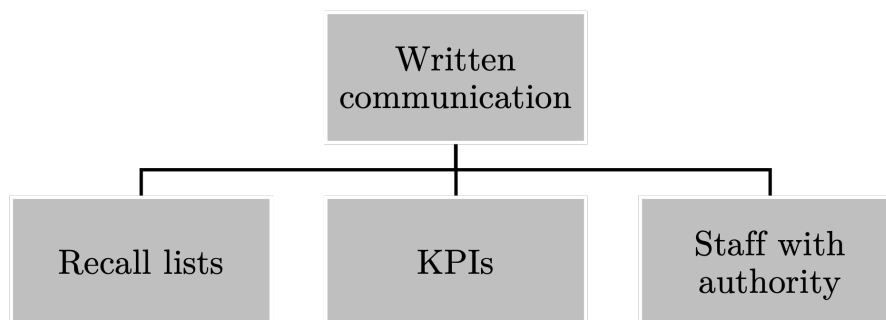 Written
communication
Recall lists
KPIs
Staff with
authority